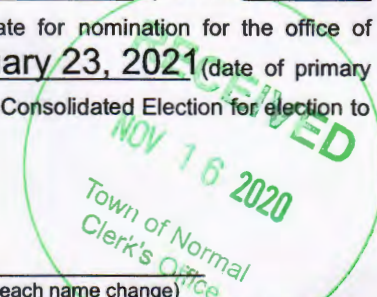 ate for nomination for the office of
ary 23, 2021 (date of primary
Consolidated Election for election to
RECEIVED
NOV 16 2020
Town of Normal
Clerk's Office
each name change)